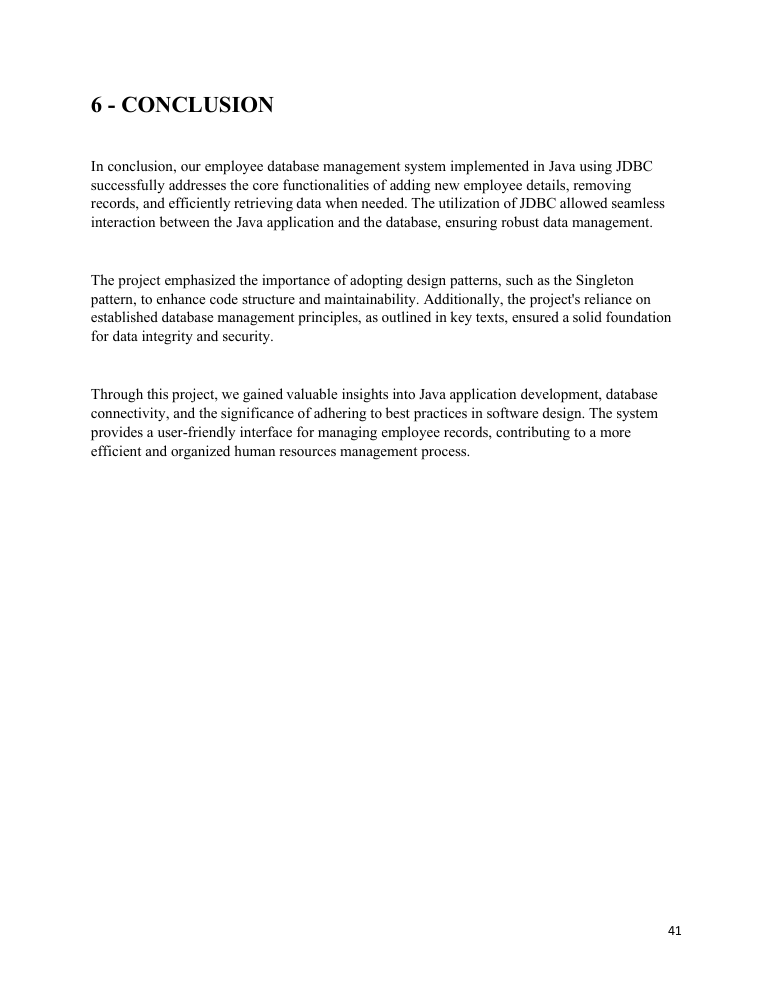 6 - CONCLUSION
In conclusion, our employee database management system implemented in Java using JDBC
successfully addresses the core functionalities of adding new employee details, removing
records, and efficiently retrieving data when needed. The utilization of JDBC allowed seamless
interaction between the Java application and the database, ensuring robust data management.
The project emphasized the importance of adopting design patterns, such as the Singleton
pattern, to enhance code structure and maintainability. Additionally, the project's reliance on
established database management principles, as outlined in key texts, ensured a solid foundation
for data integrity and security.
Through this project, we gained valuable insights into Java application development, database
connectivity, and the significance of adhering to best practices in software design. The system
provides a user-friendly interface for managing employee records, contributing to a more
efficient and organized human resources management process.
41